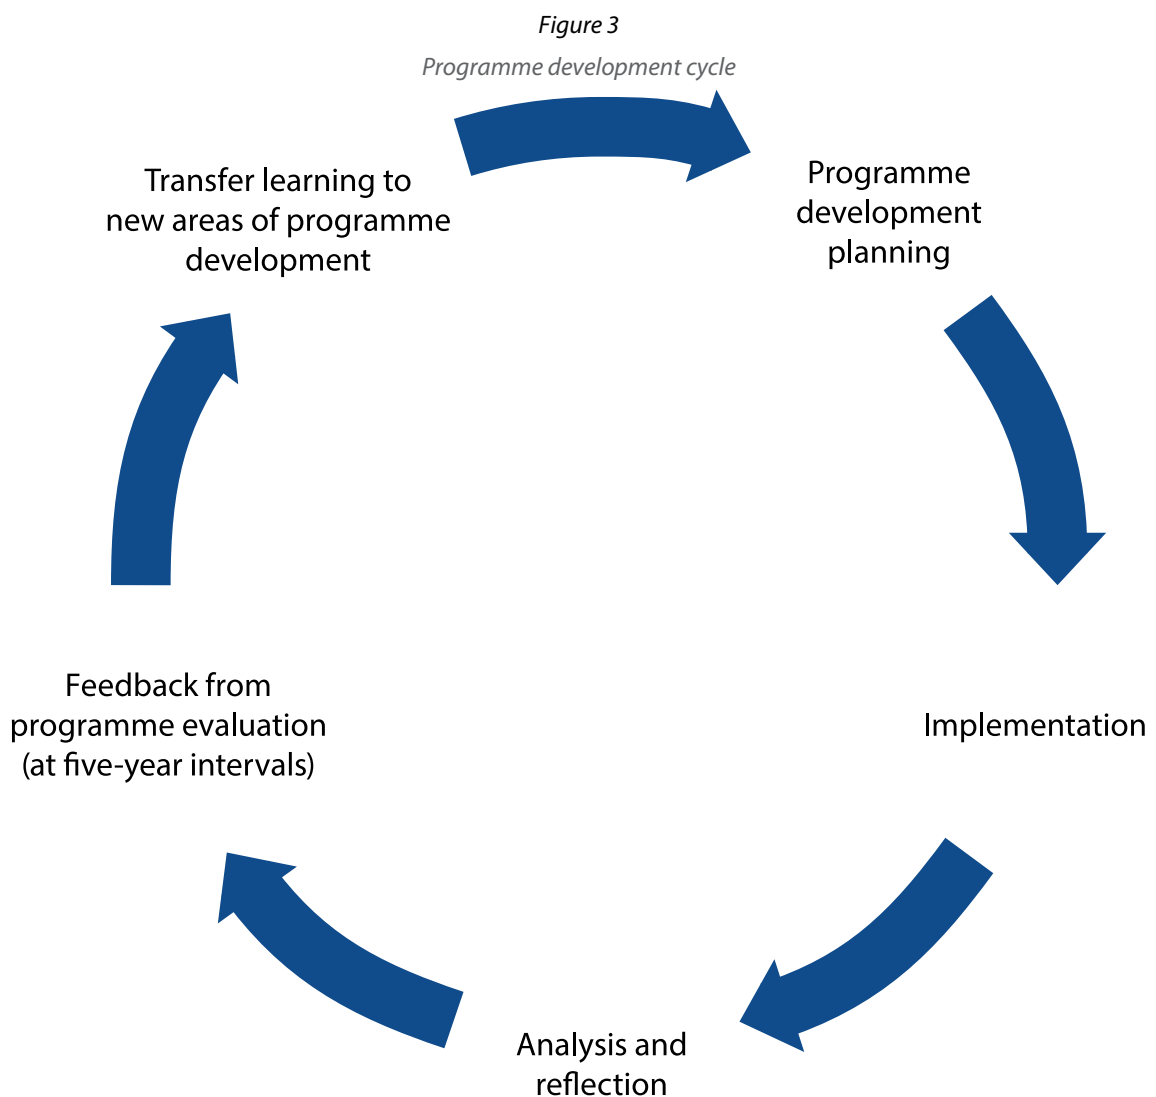 Figure 3
Programme development cycle
Transfer learning to
new areas of programme
development
Programme
development
planning
Feedback from
programme evaluation
(at five-year intervals)
Implementation
Analysis and
reflection